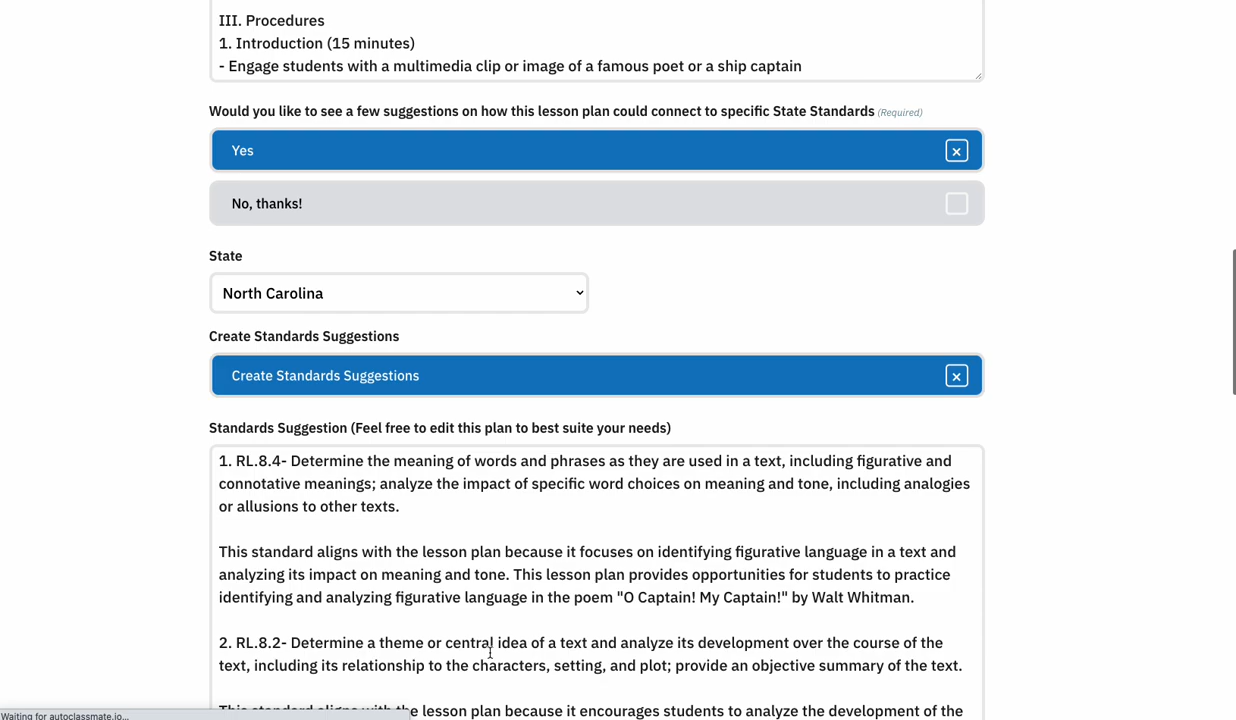 III. Procedures
1. Introduction (15 minutes)
- Engage students with a multimedia clip or image of a famous poet or a ship captain
Would you like to see a few suggestions on how this lesson plan could connect to specific State Standards (Required)
Yes
No, thanks!
State
North Carolina
Create Standards Suggestions
Create Standards Suggestions
Standards Suggestion (Feel free to edit this plan to best suite your needs)
1. RL.8.4- Determine the meaning of words and phrases as they are used in a text, including figurative and
connotative meanings; analyze the impact of specific word choices on meaning and tone, including analogies
or allusions to other texts.
This standard aligns with the lesson plan because it focuses on identifying figurative language in a text and
analyzing its impact on meaning and tone. This lesson plan provides opportunities for students to practice
identifying and analyzing figurative language in the poem "O Captain! My Captain!" by Walt Whitman.
2. RL.8.2- Determine a theme or central idea of a text and analyze its development over the course of the
text, including its relationship to the characters, setting, and plot; provide an objective summary of the text.
This standard aligns with the lesson plan because it encourages students to analyze the development of the
Waiting for autoclassmate.io...